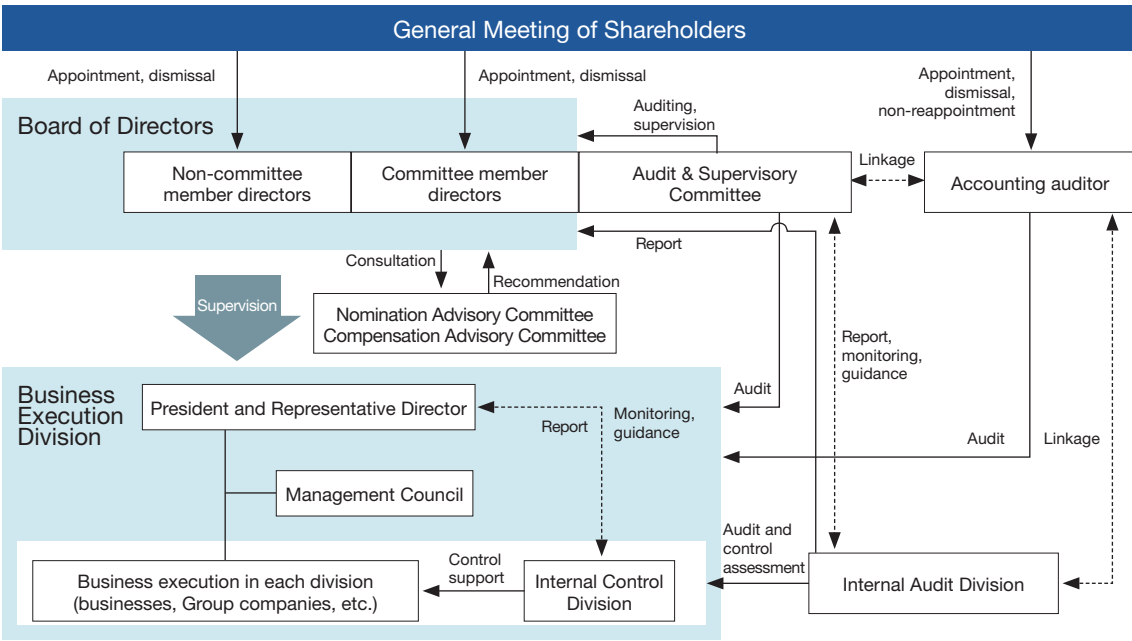 General Meeting of Shareholders
Appointment, dismissal
Appointment, dismissal
Appointment,
dismissal,
non-reappointment
Board of Directors
Auditing,
supervision
Non-committee
member directors
Committee member
directors
Audit & Supervisory
Committee
Linkage
Accounting auditor
Report
Consultation
Recommendation
Supervision
Nomination Advisory Committee
Compensation Advisory Committee
Report,
monitoring,
guidance
Business
Execution
Division
President and Representative Director
Audit
Report
Monitoring,
guidance
Audit
Linkage
Management Council
Audit and
control
assessment
Business execution in each division
(businesses, Group companies, etc.)
Control
support
Internal Control
Division
Internal Audit Division